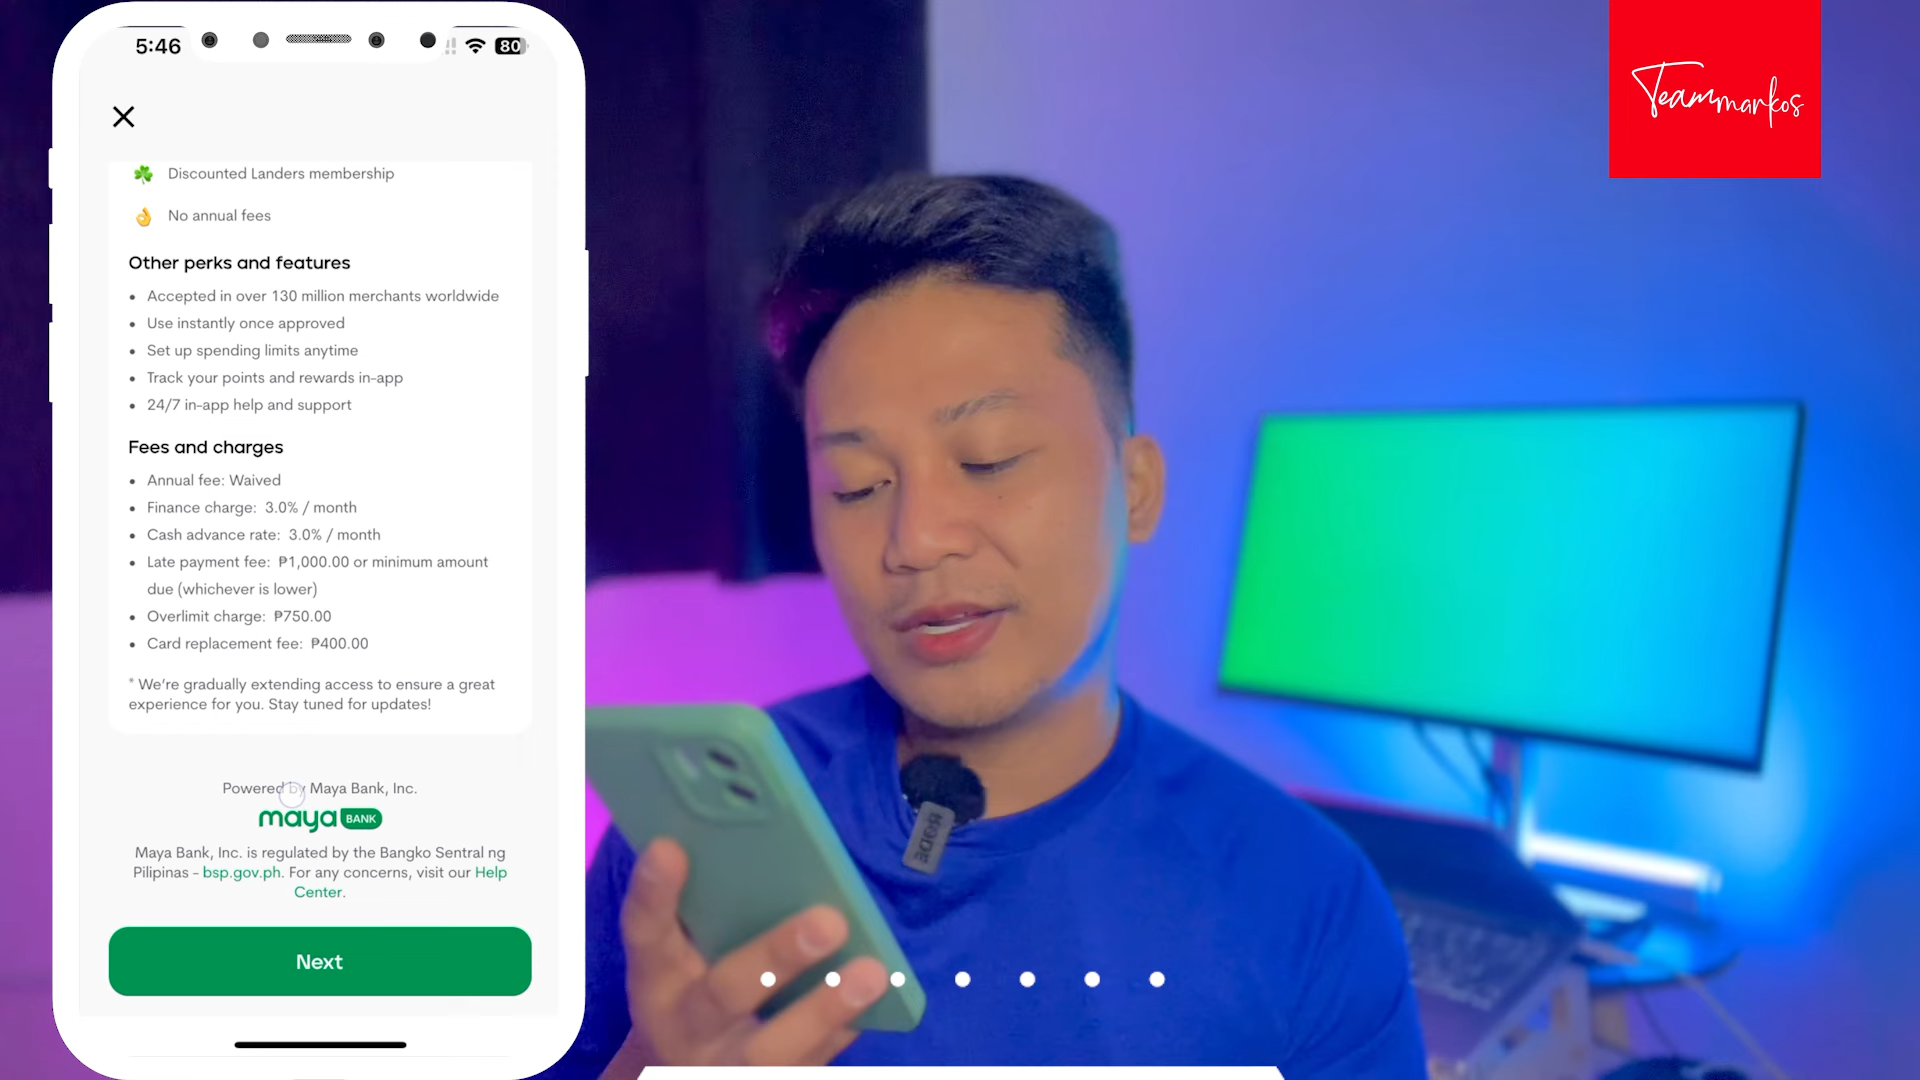 5:46
80
Teammarkos
☘️ Discounted Landers membership
👌 No annual fees
Other perks and features
• Accepted in over 130 million merchants worldwide
• Use instantly once approved
• Set up spending limits anytime
• Track your points and rewards in-app
• 24/7 in-app help and support
Fees and charges
• Annual fee: Waived
• Finance charge: 3.0% / month
• Cash advance rate: 3.0% / month
• Late payment fee: ₱1,000.00 or minimum amount
due (whichever is lower)
• Overlimit charge: ₱750.00
• Card replacement fee: ₱400.00
* We’re gradually extending access to ensure a great
experience for you. Stay tuned for updates!
Powered by Maya Bank, Inc.
maya BANK
Maya Bank, Inc. is regulated by the Bangko Sentral ng
Pilipinas - bsp.gov.ph. For any concerns, visit our Help
Center.
Next
RODE